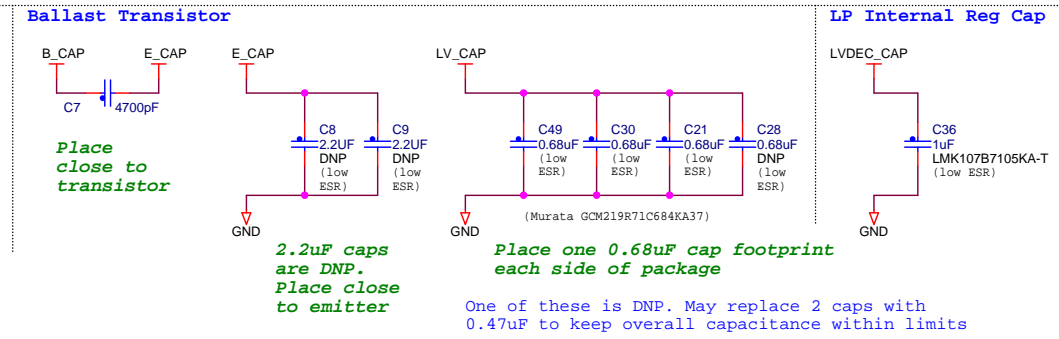 Ballast Transistor
LP Internal Reg Cap
B_CAP
E_CAP
E_CAP
LV_CAP
LVDEC_CAP
C7
4700pF
C8
2.2UF
DNP
(low
ESR)
C9
2.2UF
DNP
(low
ESR)
C49
0.68uF
(low
ESR)
C30
0.68uF
(low
ESR)
C21
0.68uF
(low
ESR)
C28
0.68uF
DNP
(low
ESR)
C36
1uF
LMK107B7105KA-T
(low ESR)
Place
close to
transistor
(Murata GCM219R71C684KA37)
GND
GND
GND
2.2uF caps
are DNP.
Place close
to emitter
Place one 0.68uF cap footprint
each side of package
One of these is DNP. May replace 2 caps with
0.47uF to keep overall capacitance within limits